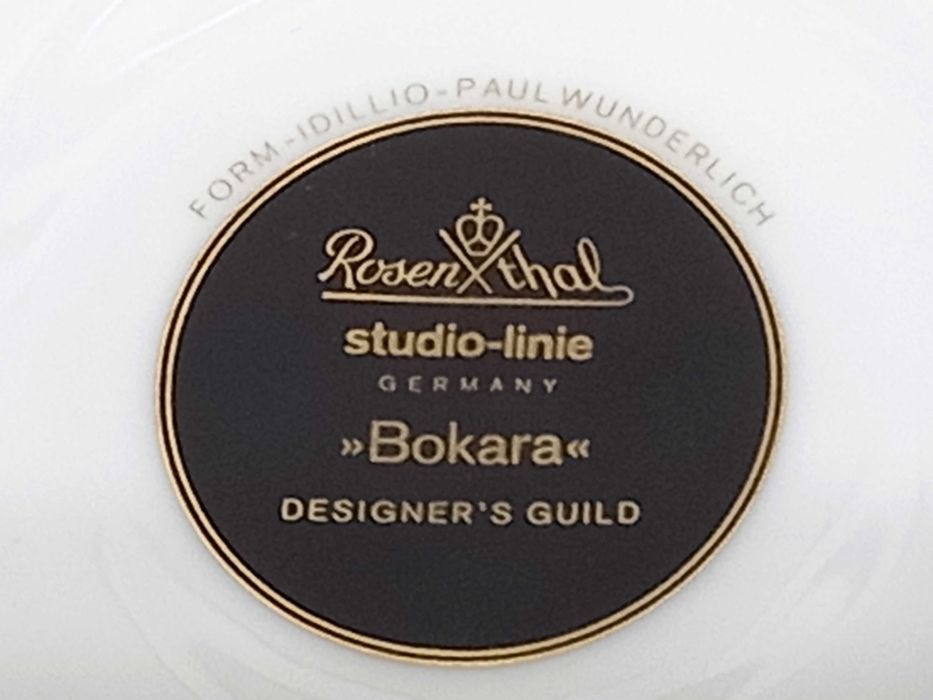 FORM-IDILLIO-PAUL WUNDERLICH
Rosenthal
studio-linie
GERMANY
»Bokara«
DESIGNER'S GUILD